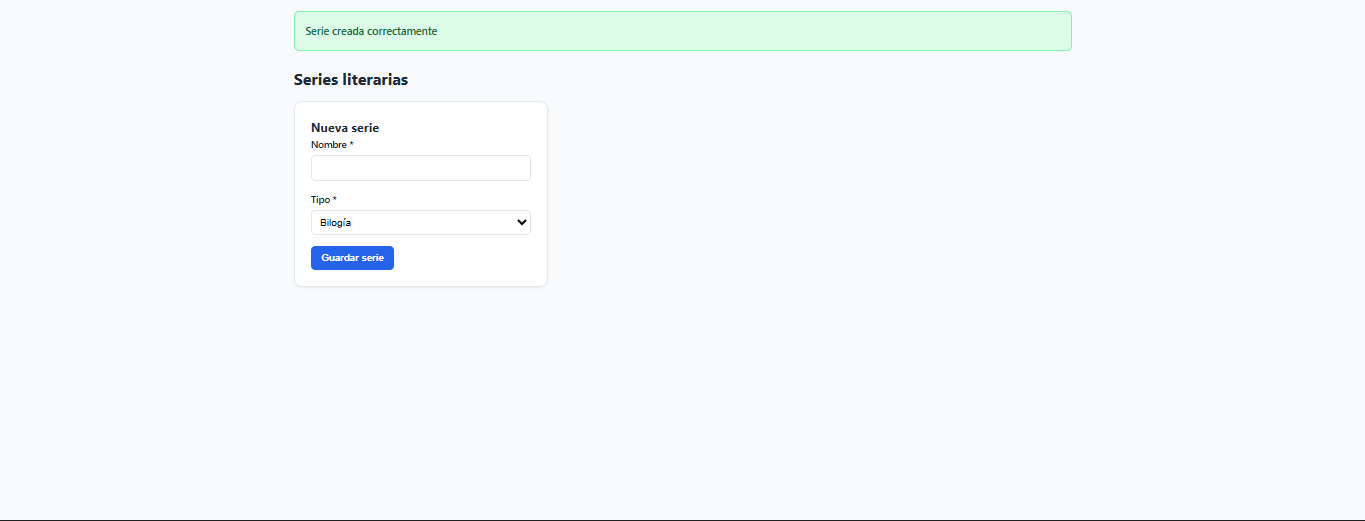 Serie creada correctamente
Series literarias
Nueva serie
Nombre *
Tipo *
Bilogía
Guardar serie